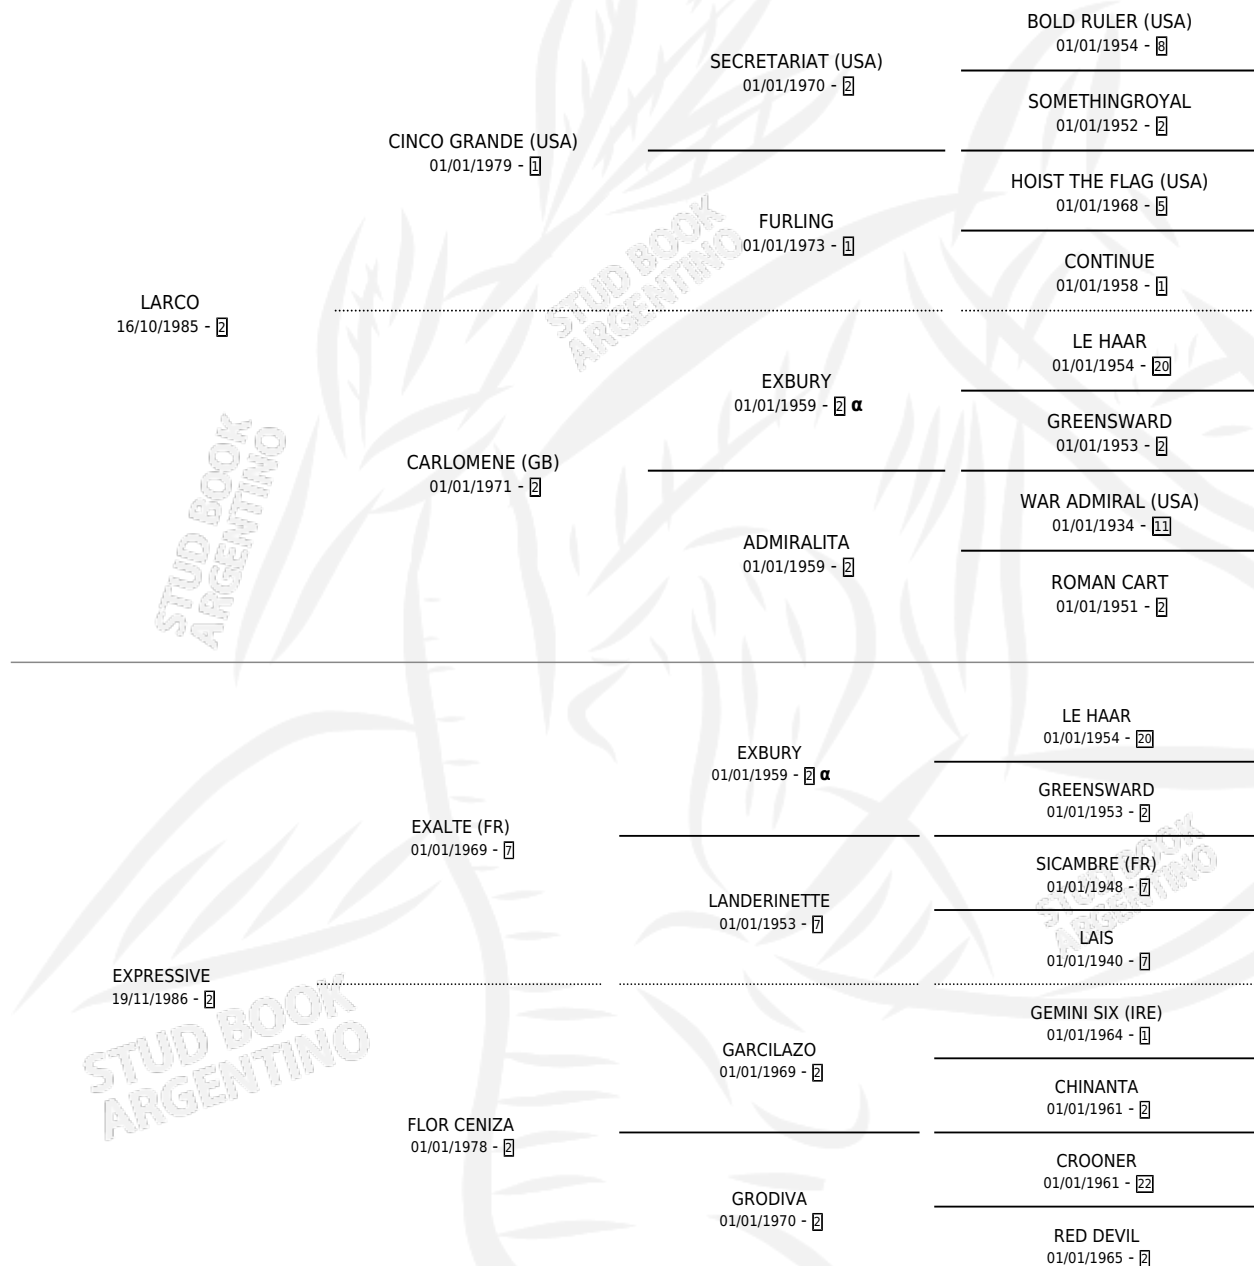 BOLD RULER (USA)
01/01/1954 - 8
SECRETARIAT (USA)
01/01/1970 - 2
SOMETHINGROYAL
01/01/1952 - 2
CINCO GRANDE (USA)
01/01/1979 - 1
HOIST THE FLAG (USA)
01/01/1968 - 5
FURLING
01/01/1973 - 1
CONTINUE
01/01/1958 - 1
LARCO
16/10/1985 - 2
LE HAAR
01/01/1954 - 20
EXBURY
01/01/1959 - 2 α
GREENSWARD
01/01/1953 - 2
CARLOMENE (GB)
01/01/1971 - 2
WAR ADMIRAL (USA)
01/01/1934 - 11
ADMIRALITA
01/01/1959 - 2
ROMAN CART
01/01/1951 - 2
LE HAAR
01/01/1954 - 20
EXBURY
01/01/1959 - 2 α
GREENSWARD
01/01/1953 - 2
EXALTE (FR)
01/01/1969 - 7
SICAMBRE (FR)
01/01/1948 - 7
LANDERINETTE
01/01/1953 - 7
LAIS
01/01/1940 - 7
EXPRESSIVE
19/11/1986 - 2
GEMINI SIX (IRE)
01/01/1964 - 1
GARCILAZO
01/01/1969 - 2
CHINANTA
01/01/1961 - 2
FLOR CENIZA
01/01/1978 - 2
CROONER
01/01/1961 - 22
GRODIVA
01/01/1970 - 2
RED DEVIL
01/01/1965 - 2
STUD BOOK
ARGENTINO
STUD BOOK
ARGENTINO
STUD BOOK
ARGENTINO
STUD BOOK
ARGENTINO